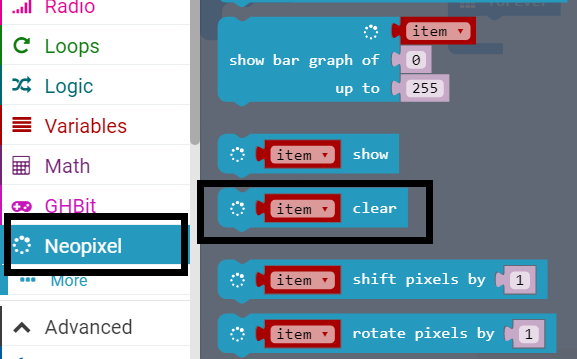 Radio
Loops
Logic
Variables
Math
GHBit
Neopixel
More
Advanced
forever
item
show bar graph of 0
up to 255
item show
item clear
item shift pixels by 1
item rotate pixels by 1